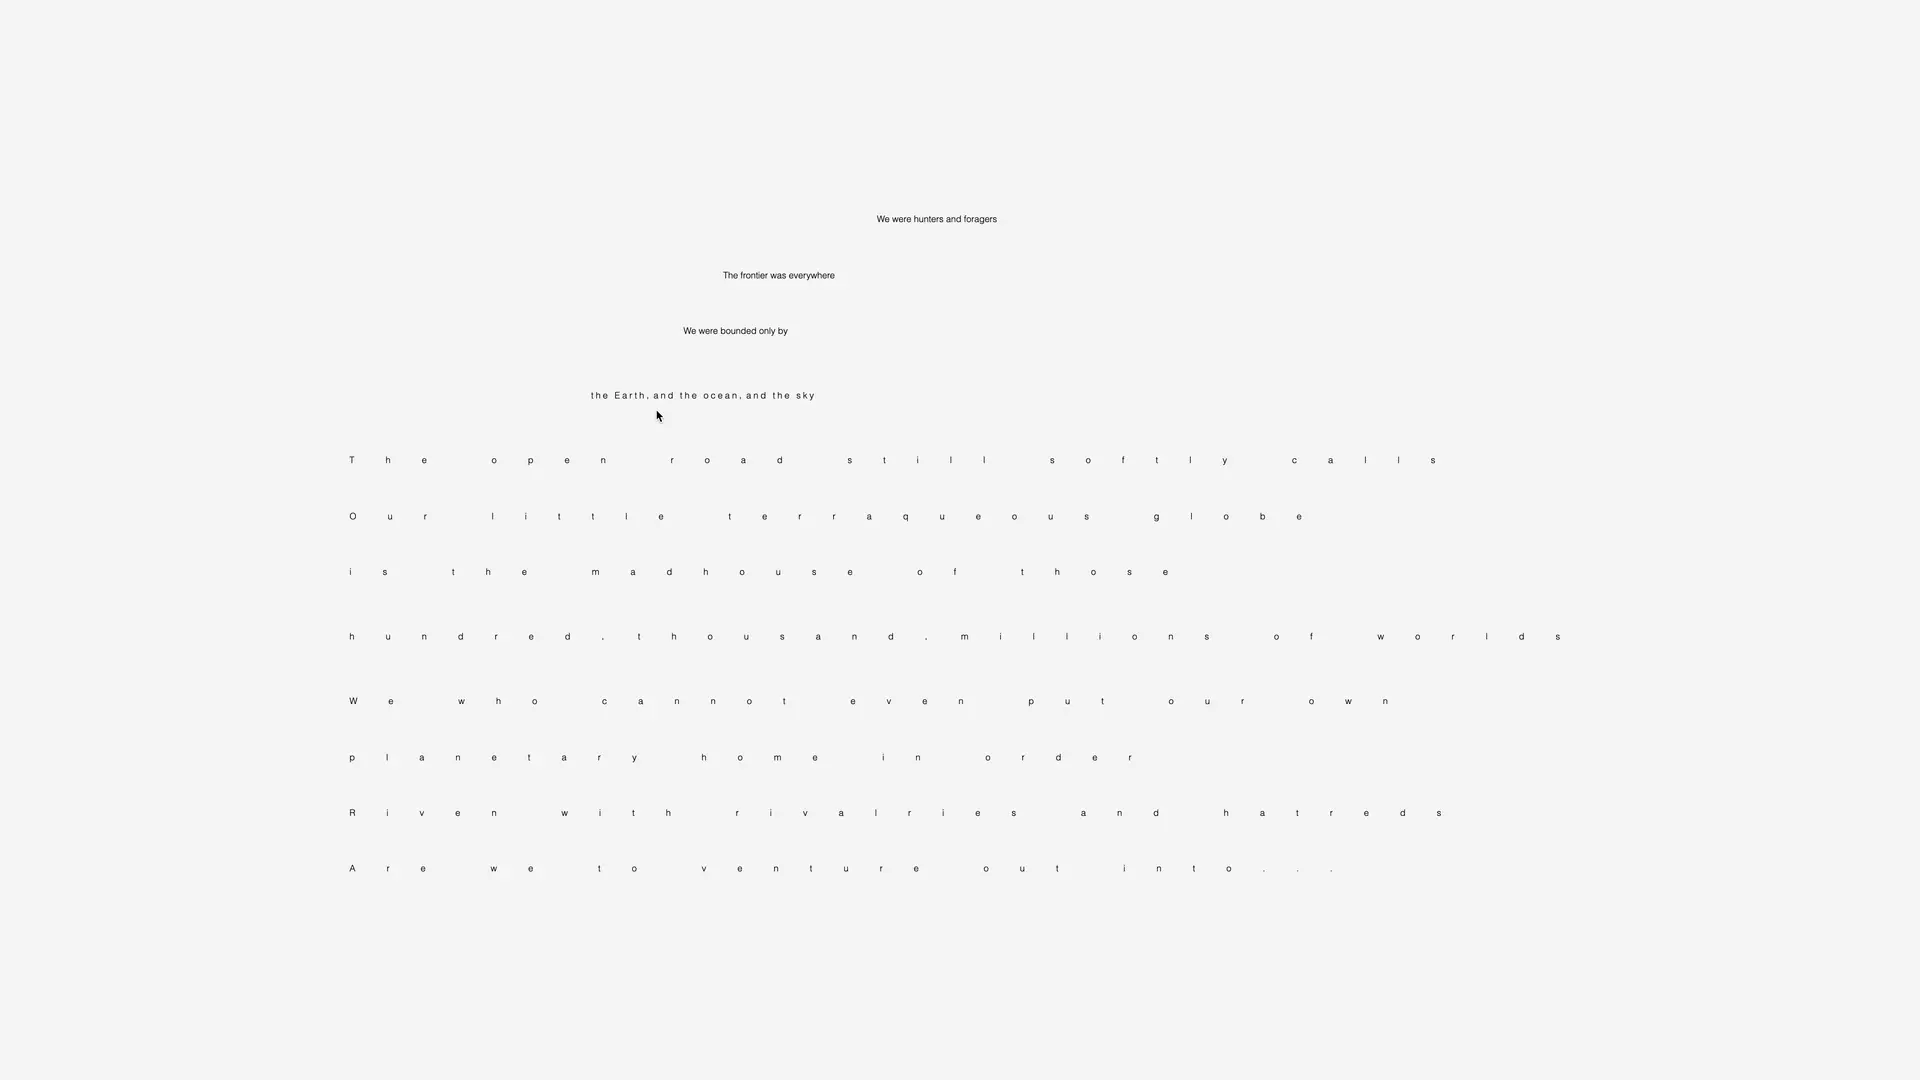 We were hunters and foragers
The frontier was everywhere
We were bounded only by
the Earth, and the ocean, and the sky
The open road still softly calls
Our little terraqueous globe
is the madhouse of those
hundred,thousand,millions of worlds
We who cannot even put our own
planetary home in order
Riven with rivalries and hatreds
Are we to venture out into...